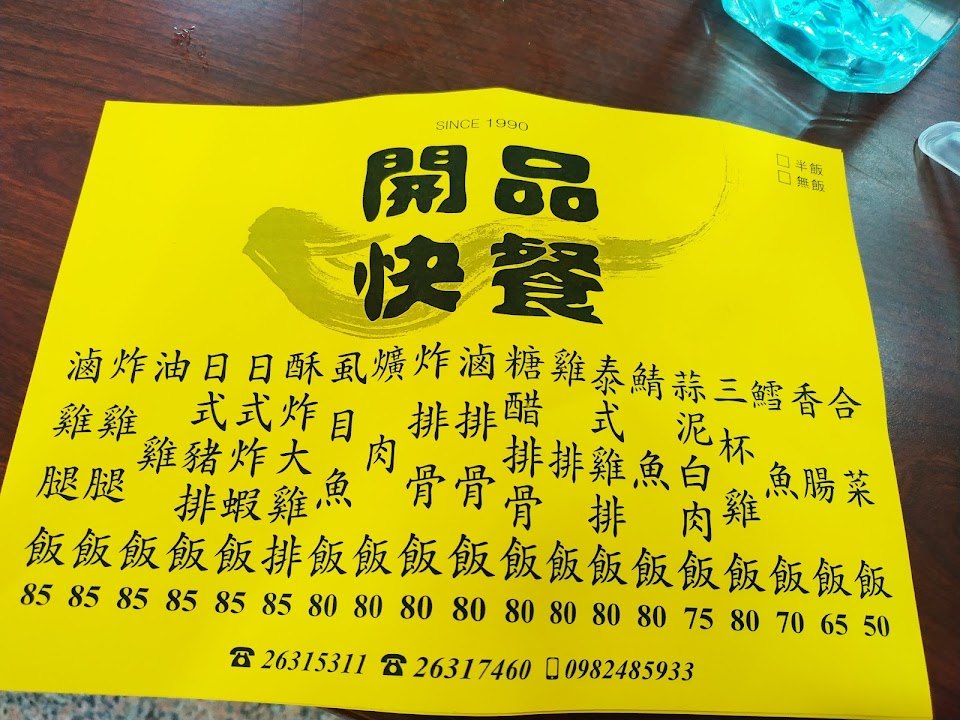 SINCE 1990
開品
快餐
□ 半飯
□ 無飯
滷雞腿飯 85
炸雞腿飯 85
油雞飯 85
日式豬排飯 85
日式炸蝦飯 85
酥炸大雞排 85
虱目魚飯 80
爌肉飯 80
炸排骨飯 80
滷排骨飯 80
糖醋排骨飯 80
雞排飯 80
泰式雞排飯 80
鯖魚飯 80
蒜泥白肉飯 75
三杯雞飯 80
鱈魚飯 70
香腸飯 65
合菜飯 50
☎ 26315311 ☎ 26317460 0982485933